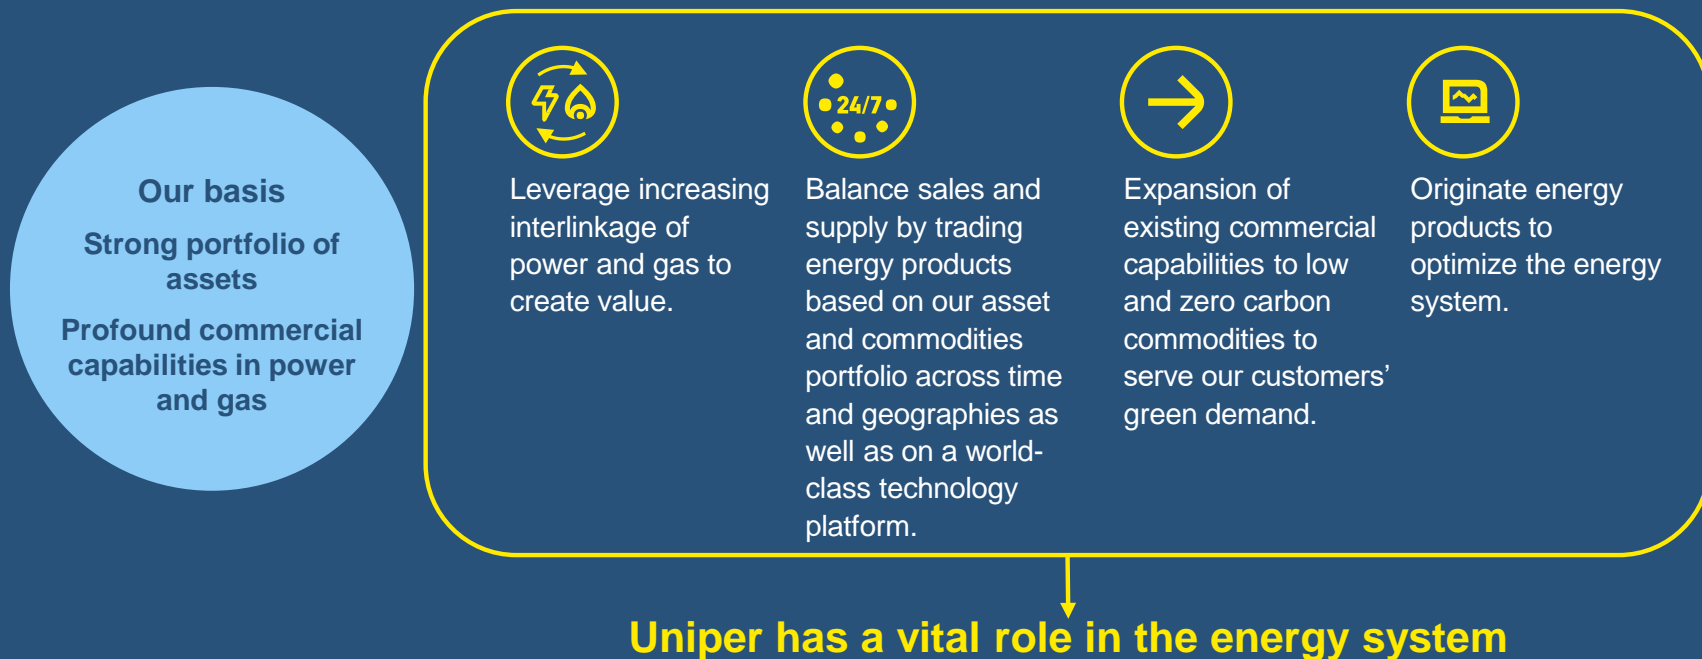 Our basis
Strong portfolio of
assets
Profound commercial
capabilities in power
and gas
Leverage increasing
interlinkage of
power and gas to
create value.
24/7
Balance sales and
supply by trading
energy products
based on our asset
and commodities
portfolio across time
and geographies as
well as on a world-
class technology
platform.
Expansion of
existing commercial
capabilities to low
and zero carbon
commodities to
serve our customers’
green demand.
Originate energy
products to
optimize the energy
system.
Uniper has a vital role in the energy system